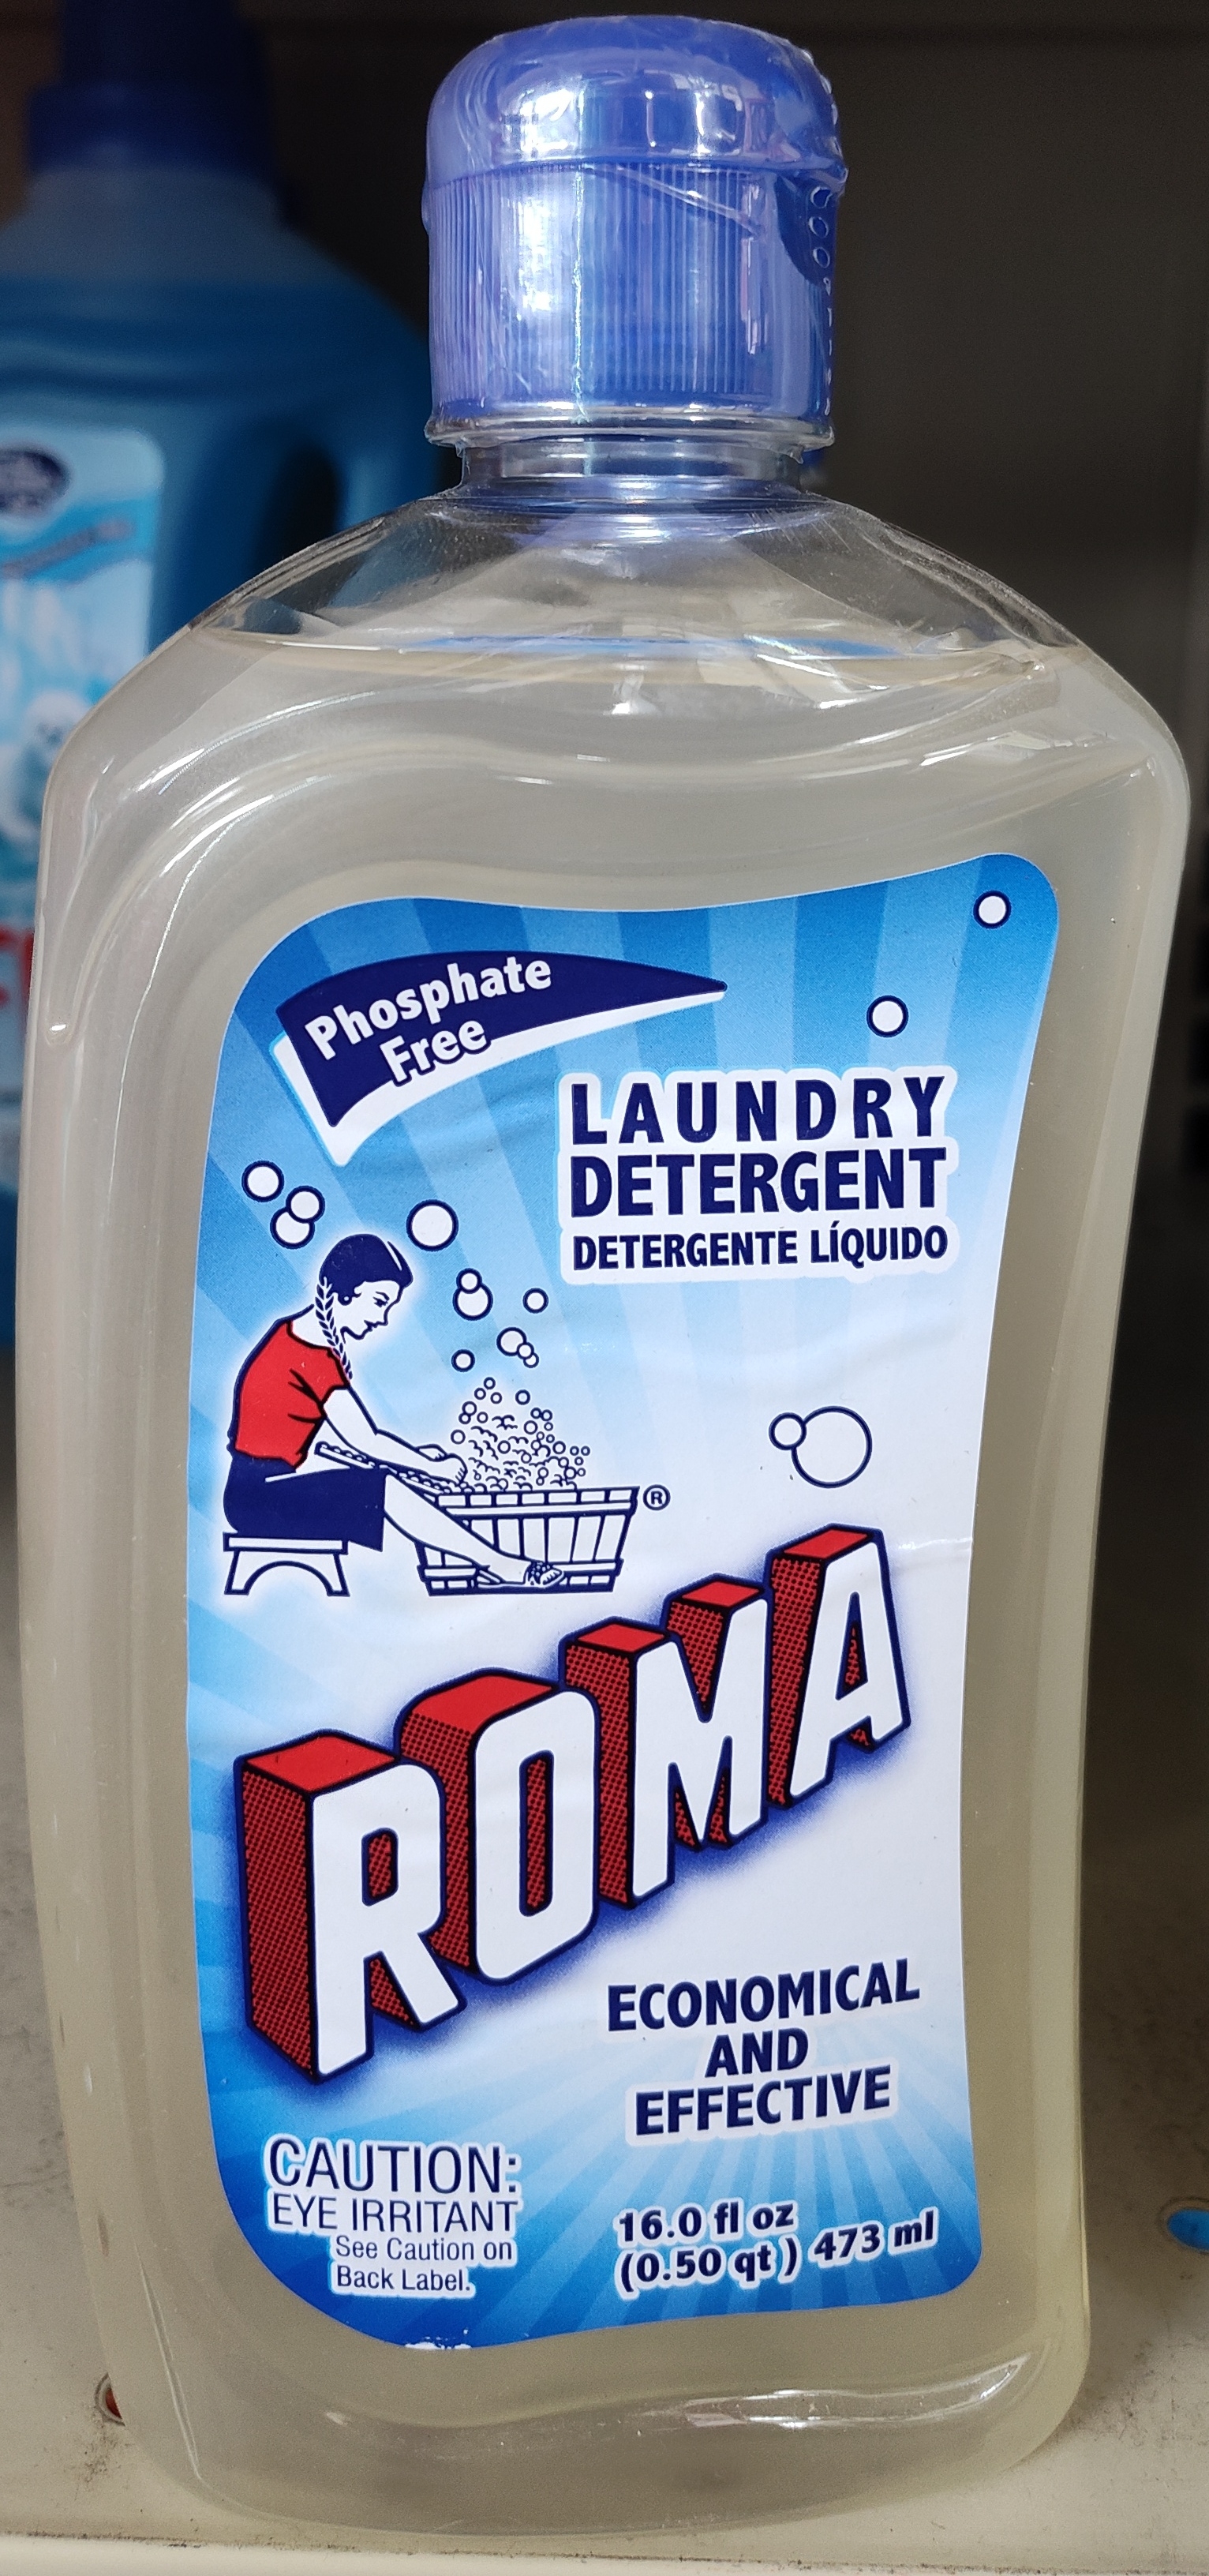 Phosphate
Free
LAUNDRY
DETERGENT
DETERGENTE LÍQUIDO
®
ROMA
ECONOMICAL
AND
EFFECTIVE
CAUTION:
EYE IRRITANT
See Caution on
Back Label.
16.0 fl oz
(0.50 qt) 473 ml